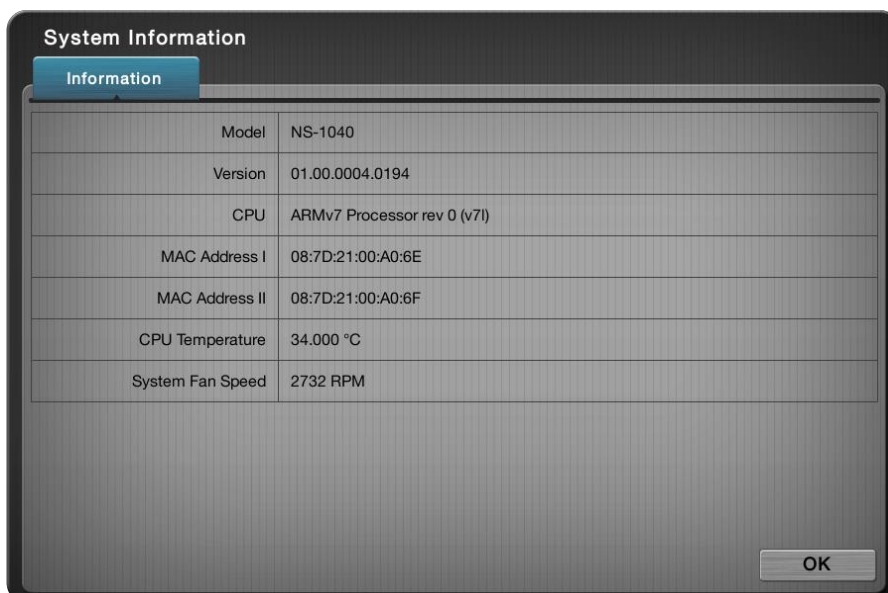 System Information
Information
Model NS-1040
Version 01.00.0004.0194
CPU ARMv7 Processor rev 0 (v7l)
MAC Address I 08:7D:21:00:A0:6E
MAC Address II 08:7D:21:00:A0:6F
CPU Temperature 34.000 °C
System Fan Speed 2732 RPM
OK